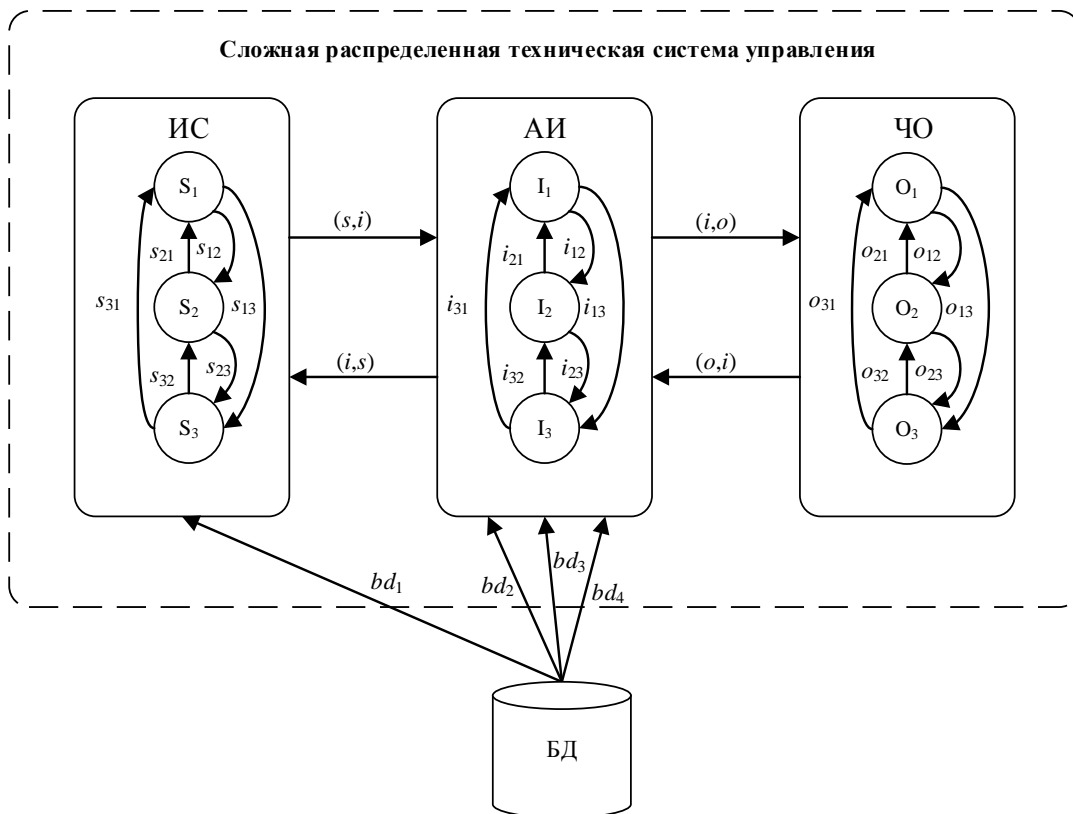 Сложная распределенная техническая система управления
ИС
АИ
ЧО
S₁
I₁
O₁
(s,i)
(i,o)
s₂₁
s₁₂
i₂₁
i₁₂
o₂₁
o₁₂
s₃₁
S₂
s₁₃
i₃₁
I₂
i₁₃
o₃₁
O₂
o₁₃
(i,s)
(o,i)
s₃₂
s₂₃
i₃₂
i₂₃
o₃₂
o₂₃
S₃
I₃
O₃
bd₁
bd₂
bd₃
bd₄
БД